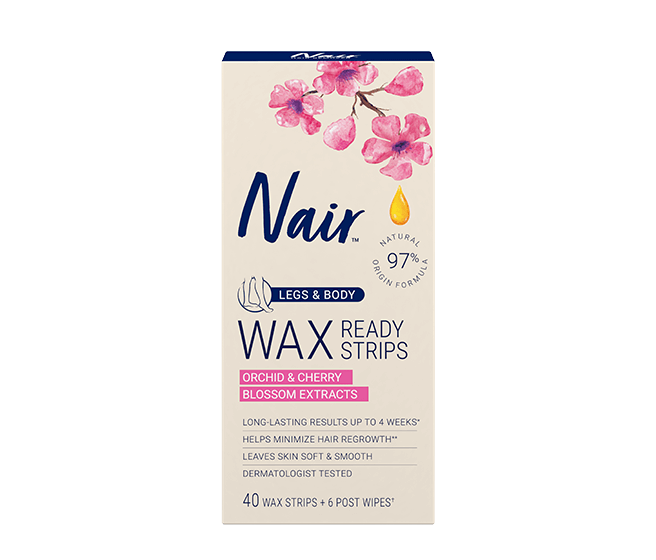 Nair
Nair™
NATURAL
97%
ORIGIN FORMULA
LEGS & BODY
WAX READY
STRIPS
ORCHID & CHERRY
BLOSSOM EXTRACTS
LONG-LASTING RESULTS UP TO 4 WEEKS*
HELPS MINIMIZE HAIR REGROWTH**
LEAVES SKIN SOFT & SMOOTH
DERMATOLOGIST TESTED
40 WAX STRIPS + 6 POST WIPES†